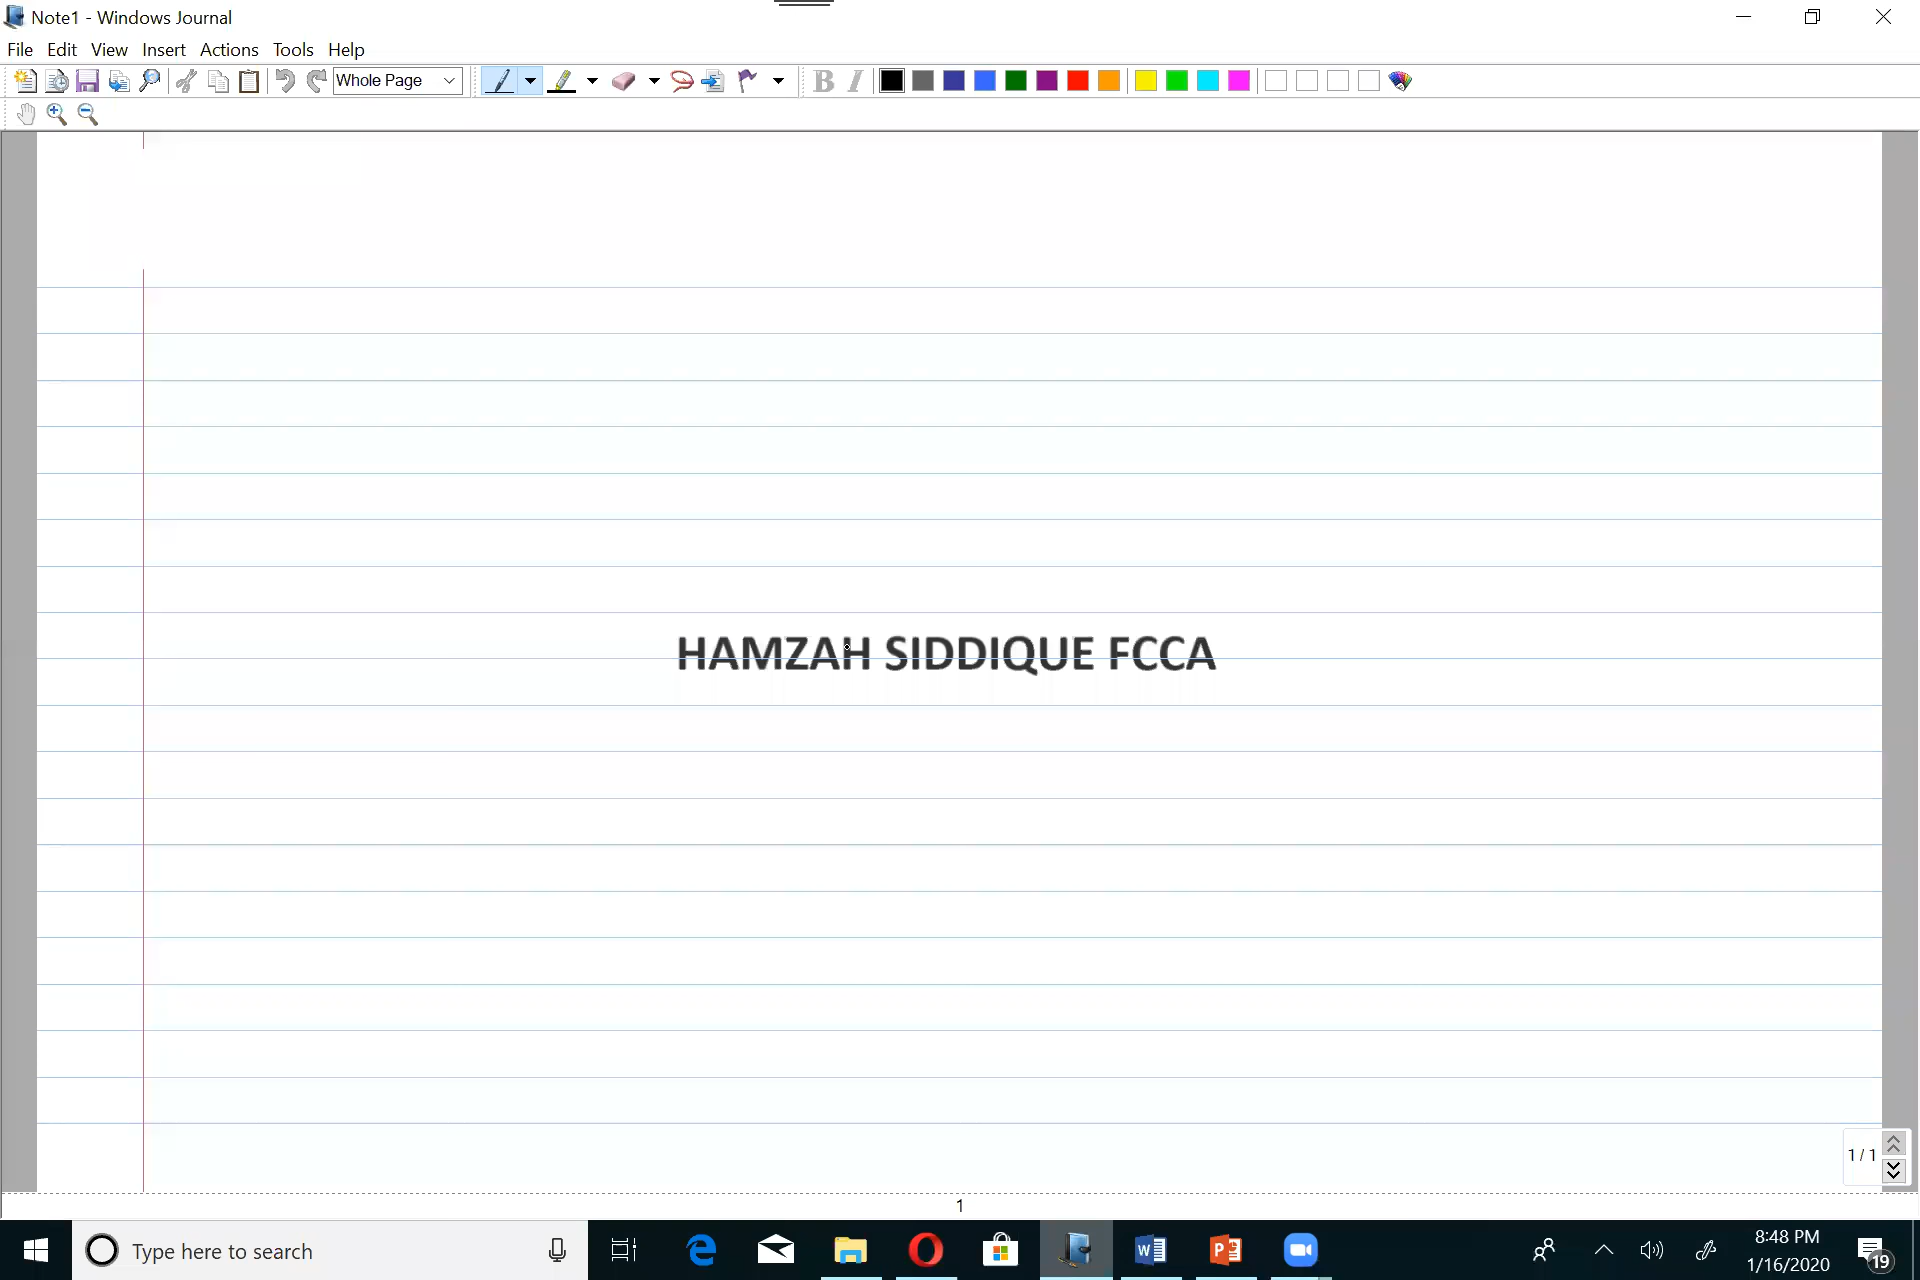 Note1 - Windows Journal
File Edit View Insert Actions Tools Help
Whole Page
B I
HAMZAH SIDDIQUE FCCA
1 / 1
1
Type here to search
8:48 PM
1/16/2020
19